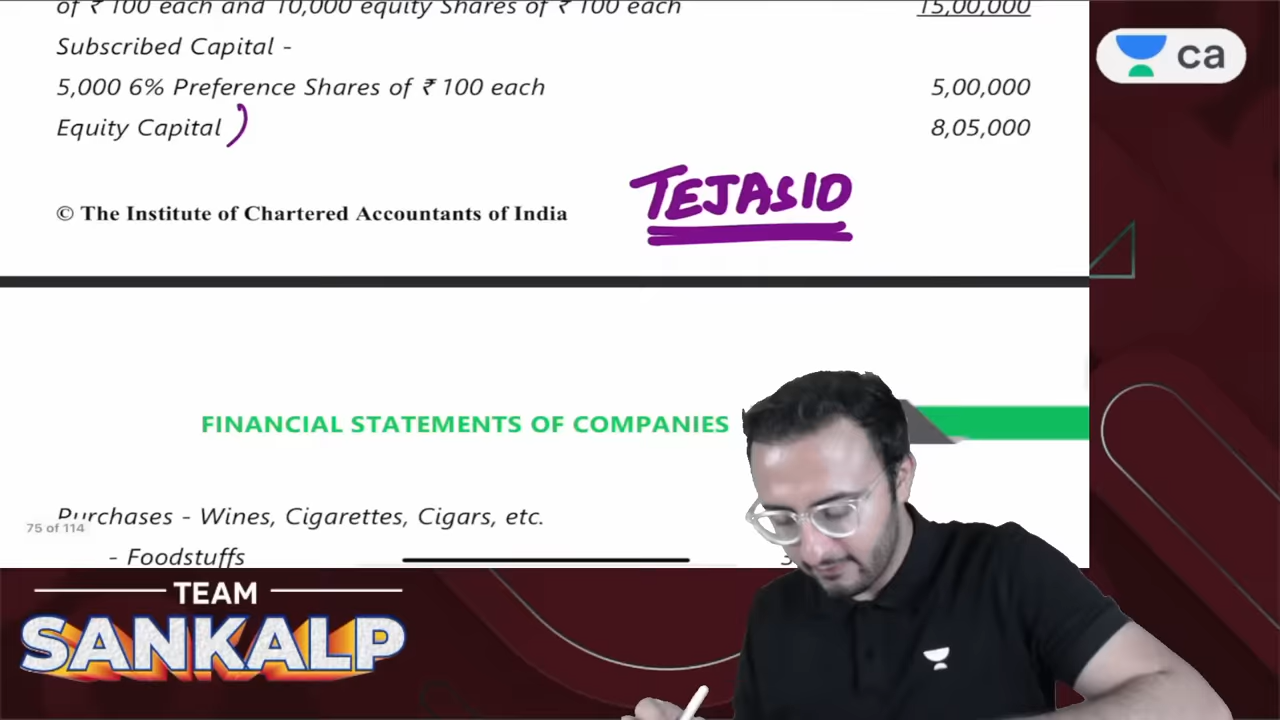 of ₹ 100 each and 10,000 equity Shares of ₹ 100 each 15,00,000
ca
Subscribed Capital -
5,000 6% Preference Shares of ₹ 100 each 5,00,000
Equity Capital 8,05,000
TEJASIO
© The Institute of Chartered Accountants of India
FINANCIAL STATEMENTS OF COMPANIES
Purchases - Wines, Cigarettes, Cigars, etc.
75 of 114
- Foodstuffs
TEAM
SANKALP